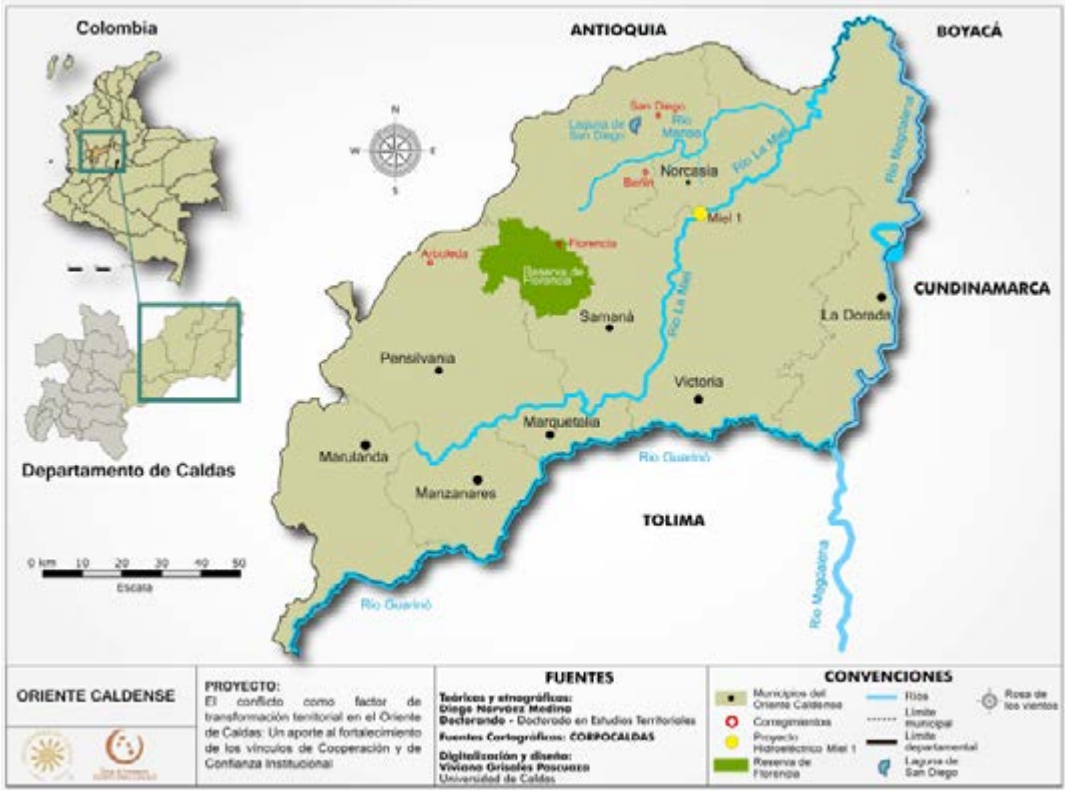 Colombia
ANTIOQUIA
BOYACÁ
N
W
E
S
San Diego
Laguna de
San Diego
Río
Manso
Río La Miel
Río Magdalena
Berlín
Norcasia
Miel 1
Arboleda
Florencia
Reserva de
Florencia
CUNDINAMARCA
Río La Miel
La Dorada
Samaná
Pensilvania
Victoria
Marquetalia
Marulanda
Río Guarinó
Manzanares
Departamento de Caldas
TOLIMA
0 km 10 20 30 40 50
Escala
Río Guarinó
Río Magdalena
ORIENTE CALDENSE
PROYECTO:
El conflicto como factor de
transformación territorial en el Oriente
de Caldas: Un aporte al fortalecimiento
de los vínculos de Cooperación y de
Confianza Institucional
FUENTES
Teóricas y etnográficas:
Diego Narvaez Medina
Doctorando - Doctorado en Estudios Territoriales
Fuentes Cartográficas: CORPOCALDAS
Digitalización y diseño:
Viviana Grisales Pascuaza
Universidad de Caldas
CONVENCIONES
Municipios del
Oriente Caldense
Corregimientos
Proyecto
Hidroeléctrico Miel 1
Reserva de
Florencia
Ríos
Límite
municipal
Límite
departamental
Laguna de
San Diego
Rosa de
los vientos